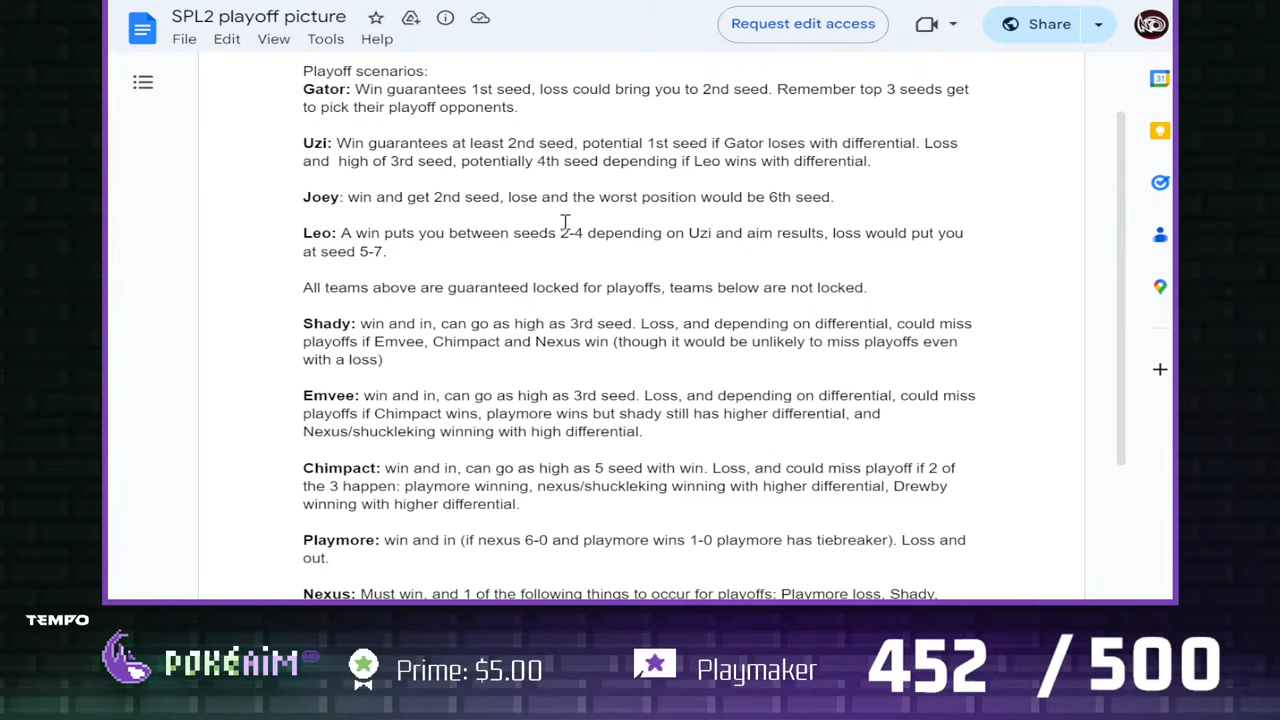 SPL2 playoff picture
Request edit access
Share
File Edit View Tools Help
31
Playoff scenarios:
Gator: Win guarantees 1st seed, loss could bring you to 2nd seed. Remember top 3 seeds get
to pick their playoff opponents.
Uzi: Win guarantees at least 2nd seed, potential 1st seed if Gator loses with differential. Loss
and high of 3rd seed, potentially 4th seed depending if Leo wins with differential.
Joey: win and get 2nd seed, lose and the worst position would be 6th seed.
Leo: A win puts you between seeds 2-4 depending on Uzi and aim results, loss would put you
at seed 5-7.
All teams above are guaranteed locked for playoffs, teams below are not locked.
Shady: win and in, can go as high as 3rd seed. Loss, and depending on differential, could miss
playoffs if Emvee, Chimpact and Nexus win (though it would be unlikely to miss playoffs even
with a loss)
Emvee: win and in, can go as high as 3rd seed. Loss, and depending on differential, could miss
playoffs if Chimpact wins, playmore wins but shady still has higher differential, and
Nexus/shuckleking winning with high differential.
Chimpact: win and in, can go as high as 5 seed with win. Loss, and could miss playoff if 2 of
the 3 happen: playmore winning, nexus/shuckleking winning with higher differential, Drewby
winning with higher differential.
Playmore: win and in (if nexus 6-0 and playmore wins 1-0 playmore has tiebreaker). Loss and
out.
Nexus: Must win, and 1 of the following things to occur for playoffs: Playmore loss, Shady,
TEMPO
POKéAIM MD Prime: $5.00 Playmaker 452 / 500